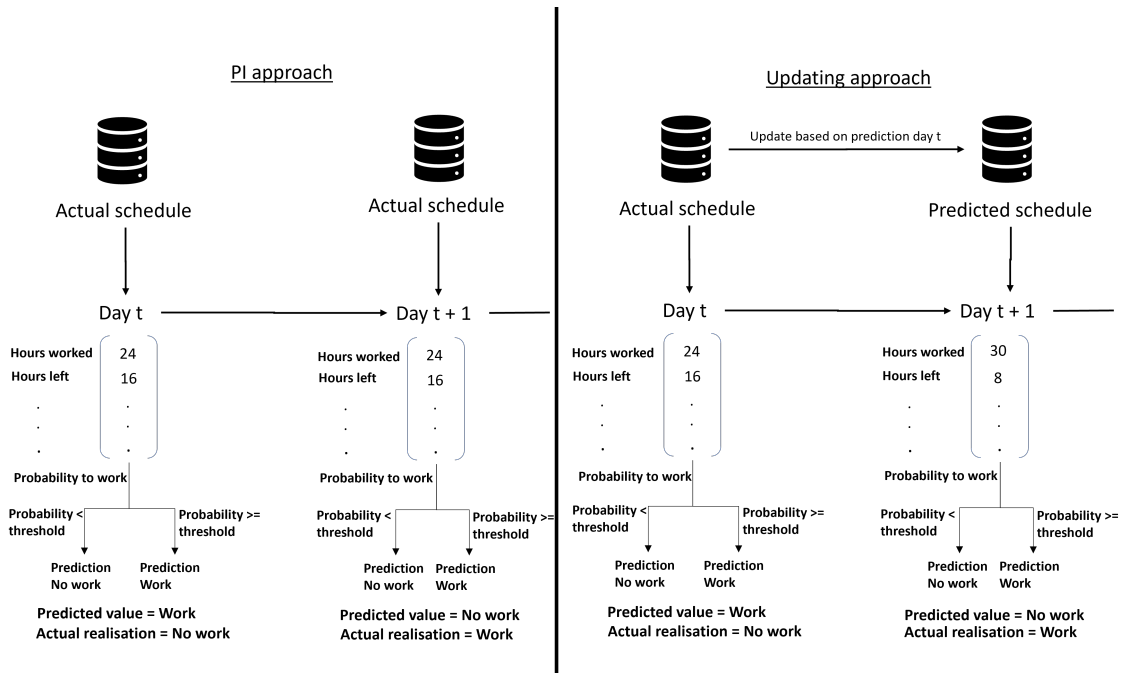 PI approach
Actual schedule
Actual schedule
Day t
Day t + 1
Hours worked
24
Hours left
16
.
.
.
.
.
.
Hours worked
24
Hours left
16
.
.
.
.
.
.
Probability to work
Probability <
threshold
Probability >=
threshold
Prediction
No work
Prediction
Work
Predicted value = Work
Actual realisation = No work
Probability to work
Probability <
threshold
Probability >=
threshold
Prediction
No work
Prediction
Work
Predicted value = No work
Actual realisation = Work
Updating approach
Update based on prediction day t
Actual schedule
Predicted schedule
Day t
Day t + 1
Hours worked
24
Hours left
16
.
.
.
.
.
.
Hours worked
30
Hours left
8
.
.
.
.
.
.
Probability to work
Probability <
threshold
Probability >=
threshold
Prediction
No work
Prediction
Work
Predicted value = Work
Actual realisation = No work
Probability to work
Probability <
threshold
Probability >=
threshold
Prediction
No work
Prediction
Work
Predicted value = No work
Actual realisation = Work